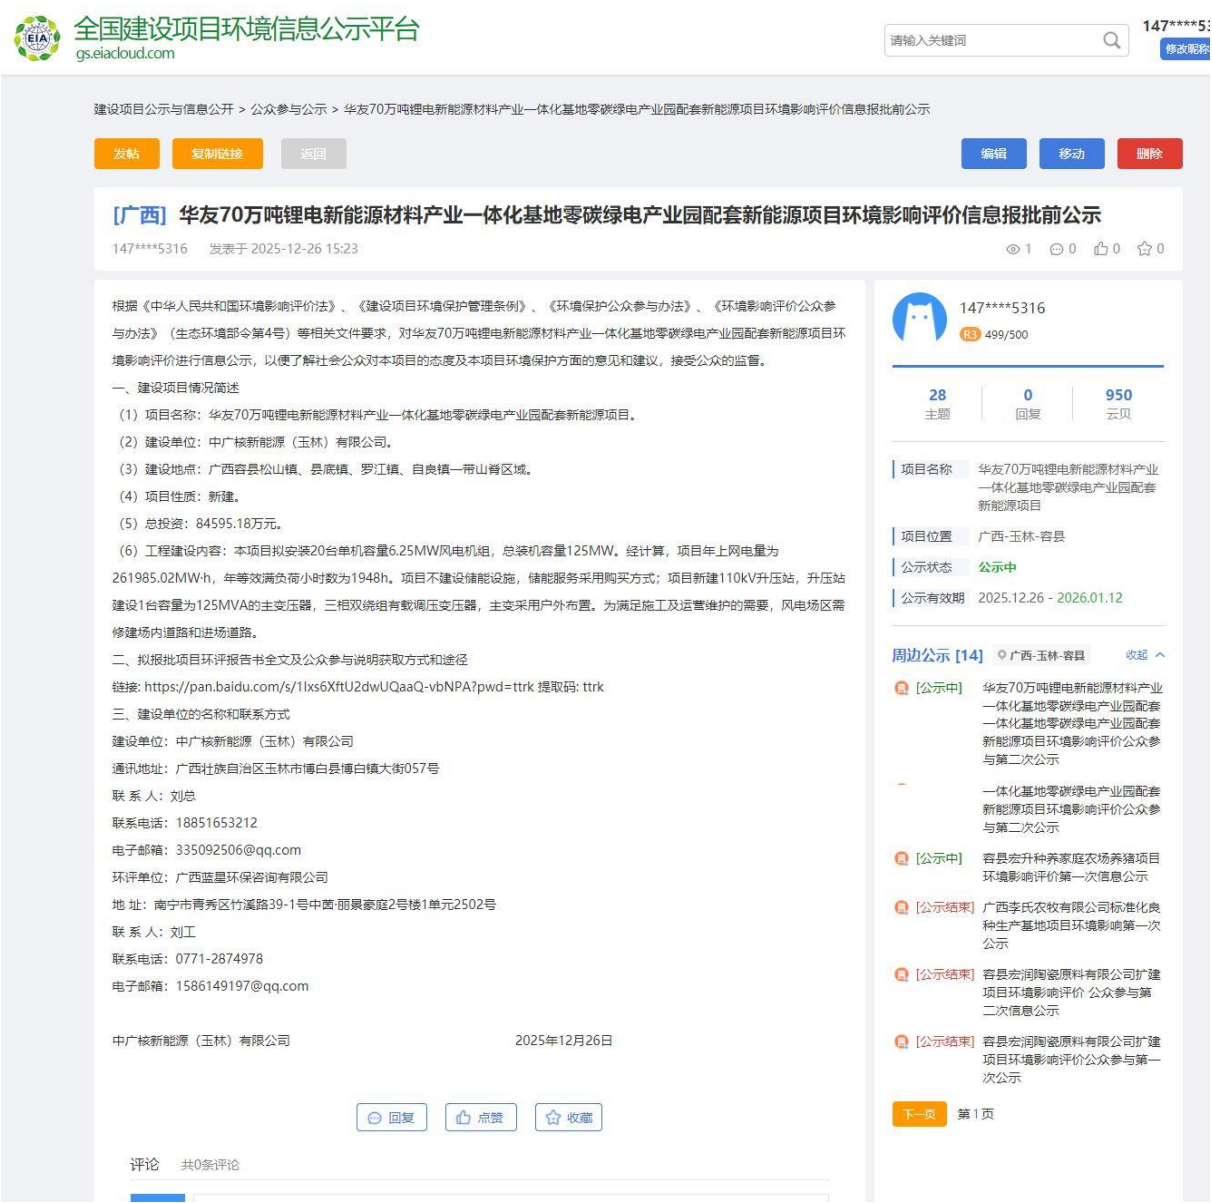 EIA
全国建设项目环境信息公示平台
gs.eiacloud.com
请输入关键词
147****53
修改昵称
建设项目公示与信息公开 > 公众参与公示 > 华友70万吨锂电新能源材料产业一体化基地零碳绿电产业园配套新能源项目环境影响评价信息报批前公示
发帖
复制链接
返回
编辑
移动
删除
[广西] 华友70万吨锂电新能源材料产业一体化基地零碳绿电产业园配套新能源项目环境影响评价信息报批前公示
147****5316 发表于 2025-12-26 15:23
1 0 0 0
根据《中华人民共和国环境影响评价法》、《建设项目环境保护管理条例》、《环境保护公众参与办法》、《环境影响评价公众参
与办法》（生态环境部令第4号）等相关文件要求，对华友70万吨锂电新能源材料产业一体化基地零碳绿电产业园配套新能源项目环
境影响评价进行信息公示，以便了解社会公众对本项目的态度及本项目环境保护方面的意见和建议，接受公众的监督。
一、建设项目情况简述
（1）项目名称：华友70万吨锂电新能源材料产业一体化基地零碳绿电产业园配套新能源项目。
（2）建设单位：中广核新能源（玉林）有限公司。
（3）建设地点：广西容县松山镇、县底镇、罗江镇、自良镇一带山脊区域。
（4）项目性质：新建。
（5）总投资：84595.18万元。
（6）工程建设内容：本项目拟安装20台单机容量6.25MW风电机组，总装机容量125MW。经计算，项目年上网电量为
261985.02MW·h，年等效满负荷小时数为1948h。项目不建设储能设施，储能服务采用购买方式；项目新建110kV升压站，升压站
建设1台容量为125MVA的主变压器，三相双绕组有载调压变压器，主变采用户外布置。为满足施工及运营维护的需要，风电场区需
修建场内道路和进场道路。
二、拟报批项目环评报告书全文及公众参与说明获取方式和途径
链接: https://pan.baidu.com/s/1lxs6XftU2dwUQaaQ-vbNPA?pwd=ttrk 提取码: ttrk
三、建设单位的名称和联系方式
建设单位：中广核新能源（玉林）有限公司
通讯地址：广西壮族自治区玉林市博白县博白镇大街057号
联 系 人：刘总
联系电话：18851653212
电子邮箱：335092506@qq.com
环评单位：广西蓝星环保咨询有限公司
地 址：南宁市青秀区竹溪路39-1号中茵·丽景豪庭2号楼1单元2502号
联 系 人：刘工
联系电话：0771-2874978
电子邮箱：1586149197@qq.com
中广核新能源（玉林）有限公司 2025年12月26日
回复
点赞
收藏
评论 共0条评论
147****5316
R3 499/500
28 0 950
主题 回复 云贝
项目名称 华友70万吨锂电新能源材料产业
一体化基地零碳绿电产业园配套
新能源项目
项目位置 广西-玉林-容县
公示状态 公示中
公示有效期 2025.12.26 - 2026.01.12
周边公示 [14] 广西-玉林-容县 收起
[公示中] 华友70万吨锂电新能源材料产业
一体化基地零碳绿电产业园配套
一体化基地零碳绿电产业园配套
新能源项目环境影响评价公众参
与第二次公示
一体化基地零碳绿电产业园配套
新能源项目环境影响评价公众参
与第二次公示
[公示中] 容县宏升种养家庭农场养猪项目
环境影响评价第一次信息公示
[公示结束] 广西李氏农牧有限公司标准化良
种生产基地项目环境影响第一次
公示
[公示结束] 容县宏润陶瓷原料有限公司扩建
项目环境影响评价 公众参与第
二次信息公示
[公示结束] 容县宏润陶瓷原料有限公司扩建
项目环境影响评价公众参与第一
次公示
下一页 第1页